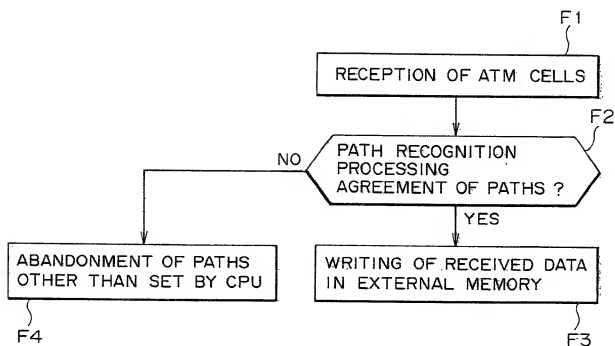 F1
RECEPTION OF ATM CELLS
F2
PATH RECOGNITION
PROCESSING
AGREEMENT OF PATHS ?
NO
YES
ABANDONMENT OF PATHS
OTHER THAN SET BY CPU
WRITING OF RECEIVED DATA
IN EXTERNAL MEMORY
F4
F3